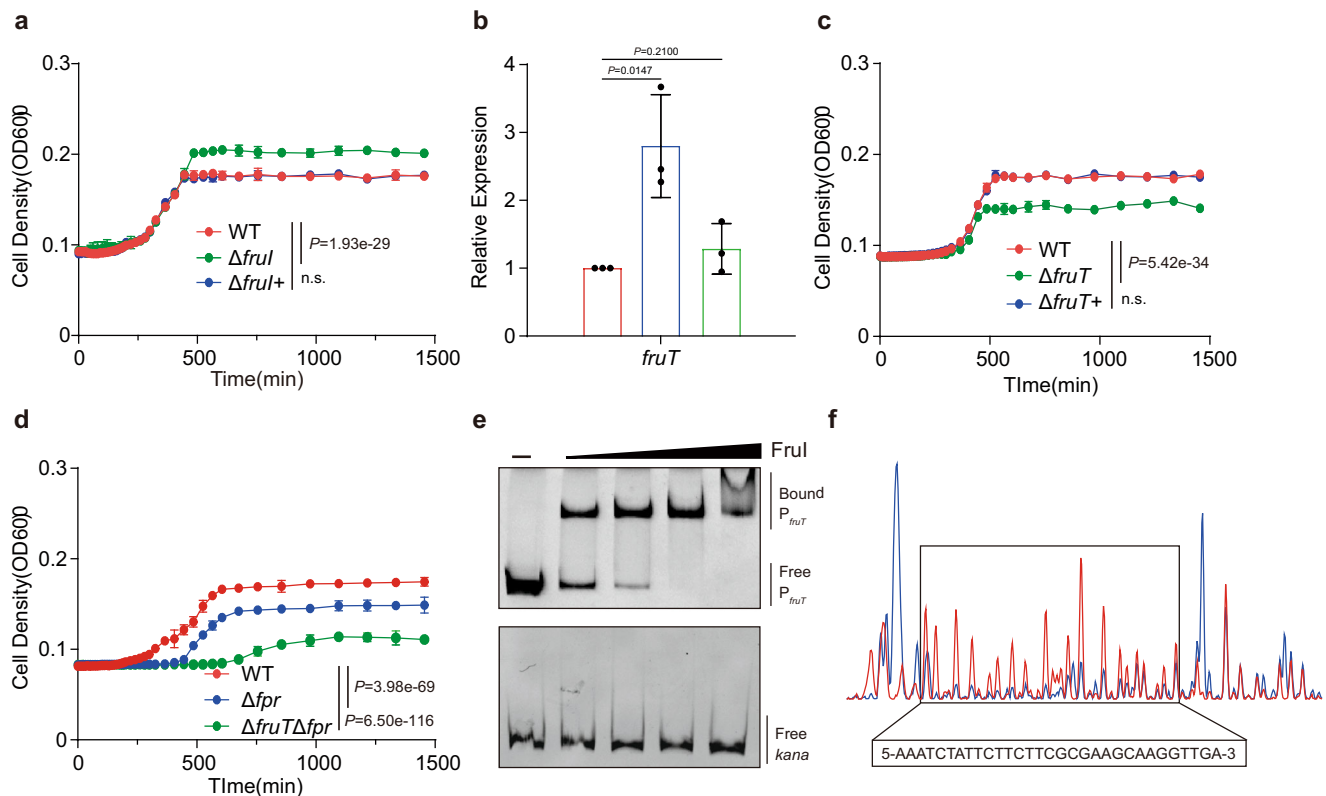 a
0.3
0.2
0.1
0
Cell Density(OD600)
WT
ΔfruI
ΔfruI+
P=1.93e-29
n.s.
0
500
1000
1500
Time(min)
b
P=0.2100
P=0.0147
4
3
2
1
0
Relative Expression
fruT
c
0.3
0.2
0.1
0
Cell Density(OD600)
WT
ΔfruT
ΔfruT+
P=5.42e-34
n.s.
0
500
1000
1500
TIme(min)
d
0.3
0.2
0.1
0
Cell Density(OD600)
WT
Δfpr
ΔfruTΔfpr
P=3.98e-69
P=6.50e-116
0
500
1000
1500
TIme(min)
e
FruI
Bound
PfruT
Free
PfruT
Free
kana
f
5-AAATCTATTCTTCTTCGCGAAGCAAGGTTGA-3